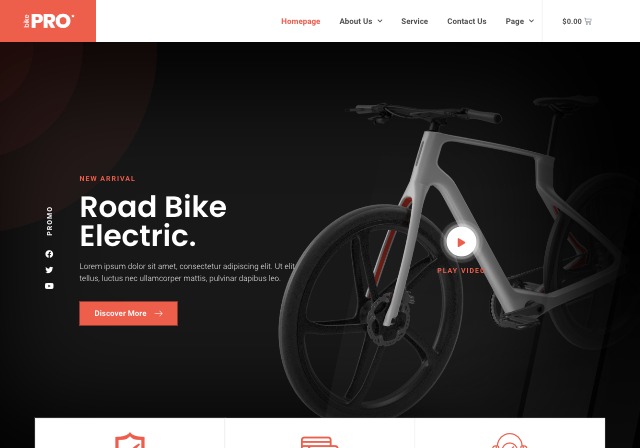 bike PRO
Homepage
About Us
Service
Contact Us
Page
$0.00
PROMO
NEW ARRIVAL
Road Bike
Electric.
Lorem ipsum dolor sit amet, consectetur adipiscing elit. Ut elit
tellus, luctus nec ullamcorper mattis, pulvinar dapibus leo.
Discover More
PLAY VIDEO